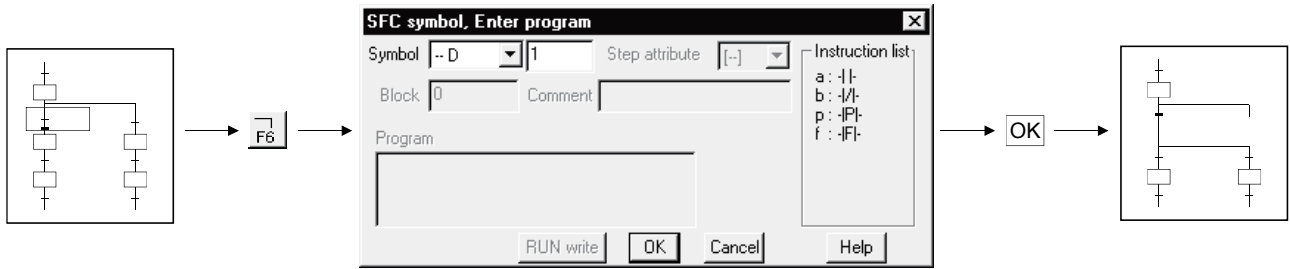 SFC symbol, Enter program
Symbol -- D 1 Step attribute [--]
Block 0 Comment
Program
Instruction list
a : -| |-
b : -|/|-
p : -|P|-
f : -|F|-
RUN write OK Cancel Help
F6
OK